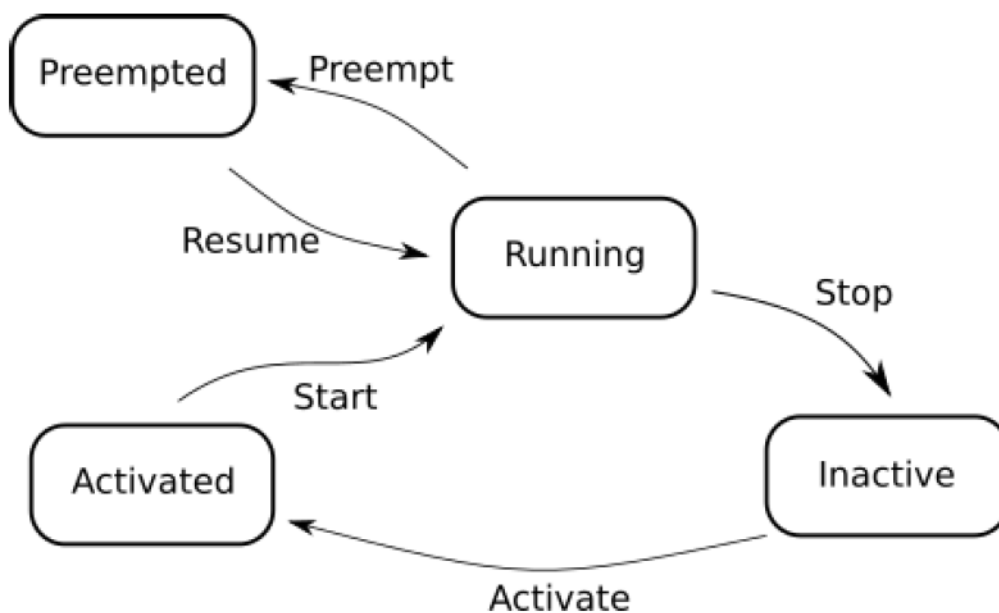 Preempted
Preempt
Resume
Running
Stop
Start
Activated
Inactive
Activate